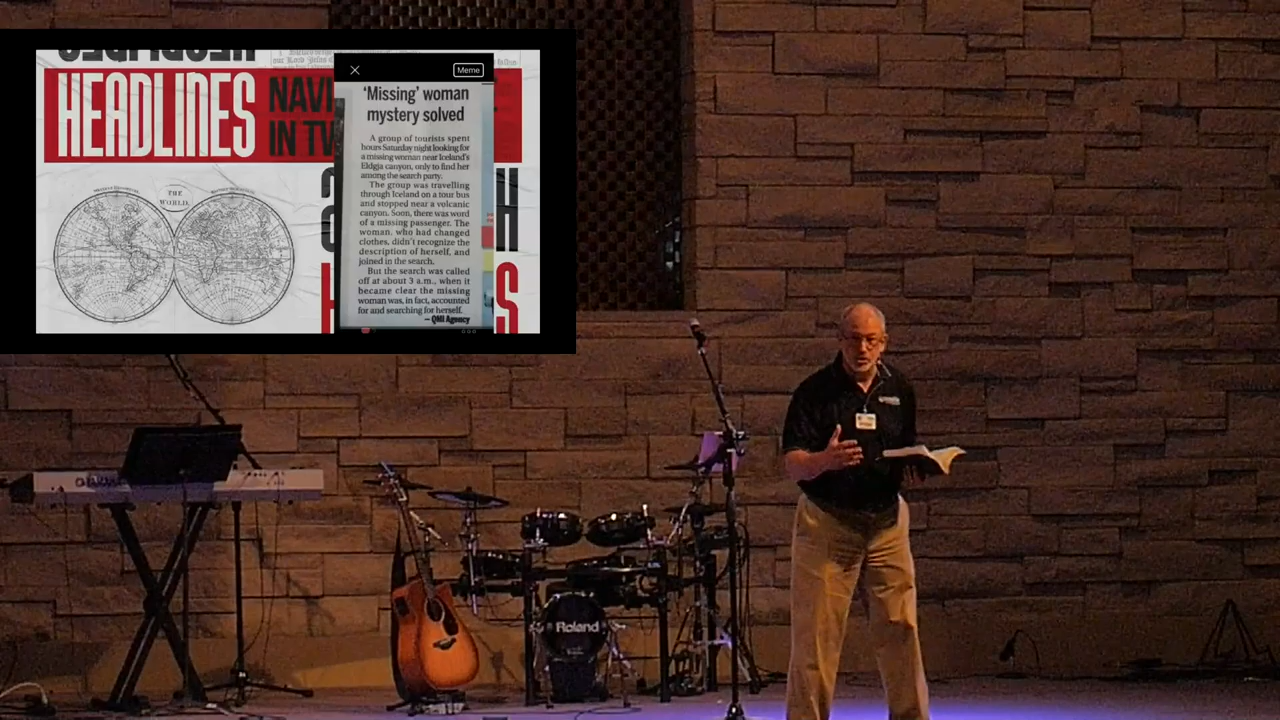 HEADLINES
HEADLINES
NAVI
IN TW
THE
WORLD.
H
S
Meme
'Missing' woman
mystery solved
A group of tourists spent
hours Saturday night looking for
a missing woman near Iceland's
Eldgja canyon, only to find her
among the search party.
The group was travelling
through Iceland on a tour bus
and stopped near a volcanic
canyon. Soon, there was word
of a missing passenger. The
woman, who had changed
clothes, didn't recognize the
description of herself, and
joined in the search.
But the search was called
off at about 3 a.m., when it
became clear the missing
woman was, in fact, accounted
for and searching for herself.
— QMI Agency
YAMAHA
Roland